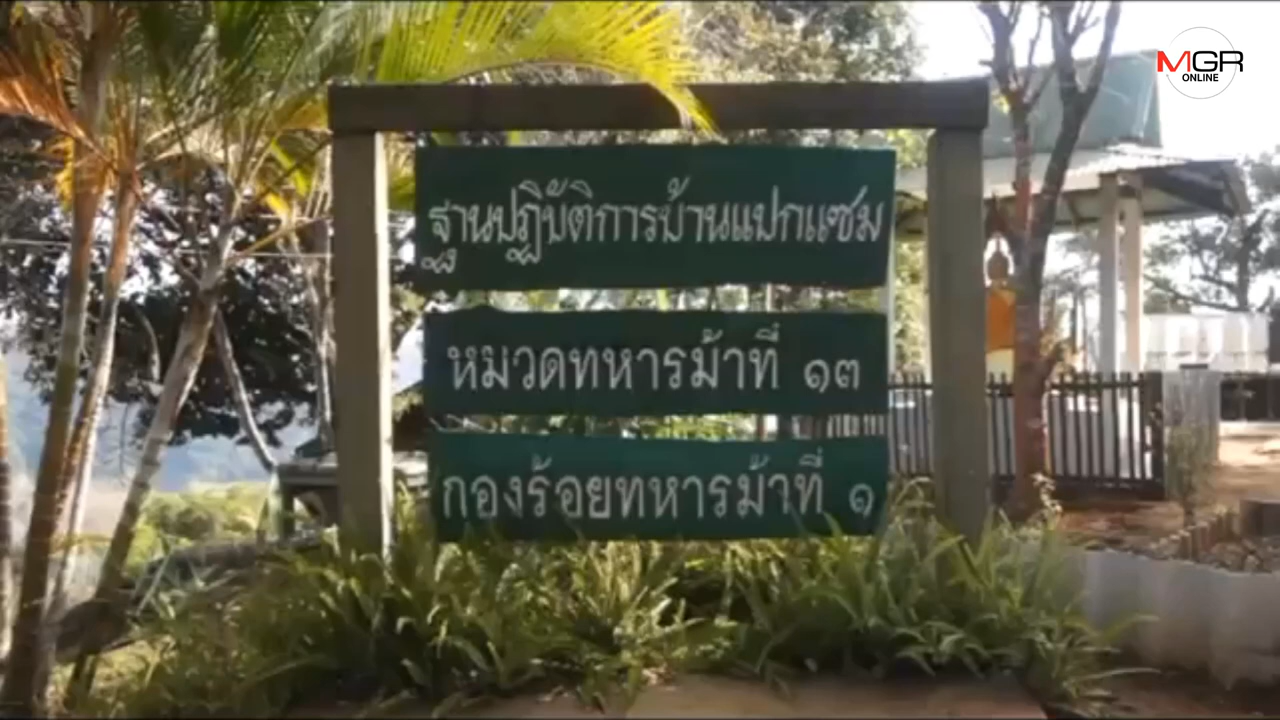 MGR
ONLINE
ฐานปฏิบัติการบ้านแปกแซม
หมวดทหารม้าที่ ๑๓
กองร้อยทหารม้าที่ ๑